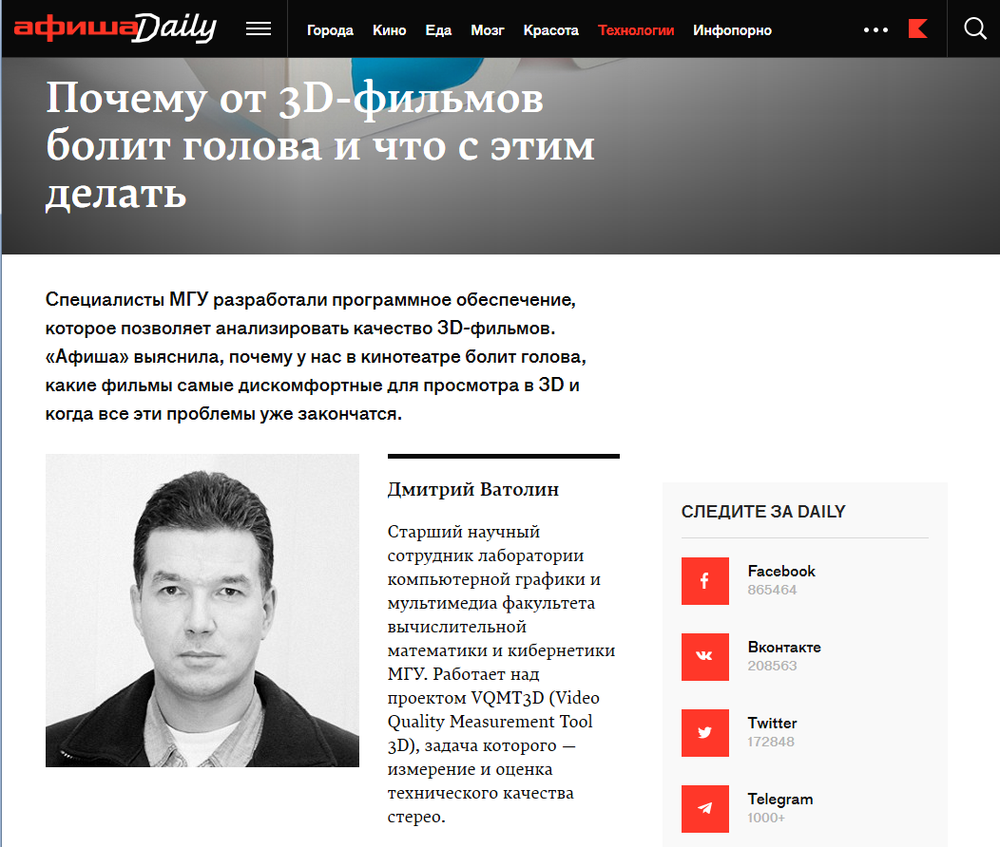 афишаDaily
Города Кино Еда Мозг Красота Технологии Инфопорно
Почему от 3D-фильмов
болит голова и что с этим
делать
Специалисты МГУ разработали программное обеспечение,
которое позволяет анализировать качество 3D-фильмов.
«Афиша» выяснила, почему у нас в кинотеатре болит голова,
какие фильмы самые дискомфортные для просмотра в 3D и
когда все эти проблемы уже закончатся.
Дмитрий Ватолин
Старший научный
сотрудник лаборатории
компьютерной графики и
мультимедиа факультета
вычислительной
математики и кибернетики
МГУ. Работает над
проектом VQMT3D (Video
Quality Measurement Tool
3D), задача которого —
измерение и оценка
технического качества
стерео.
СЛЕДИТЕ ЗА DAILY
Facebook
865464
Вконтакте
208563
Twitter
172848
Telegram
1000+